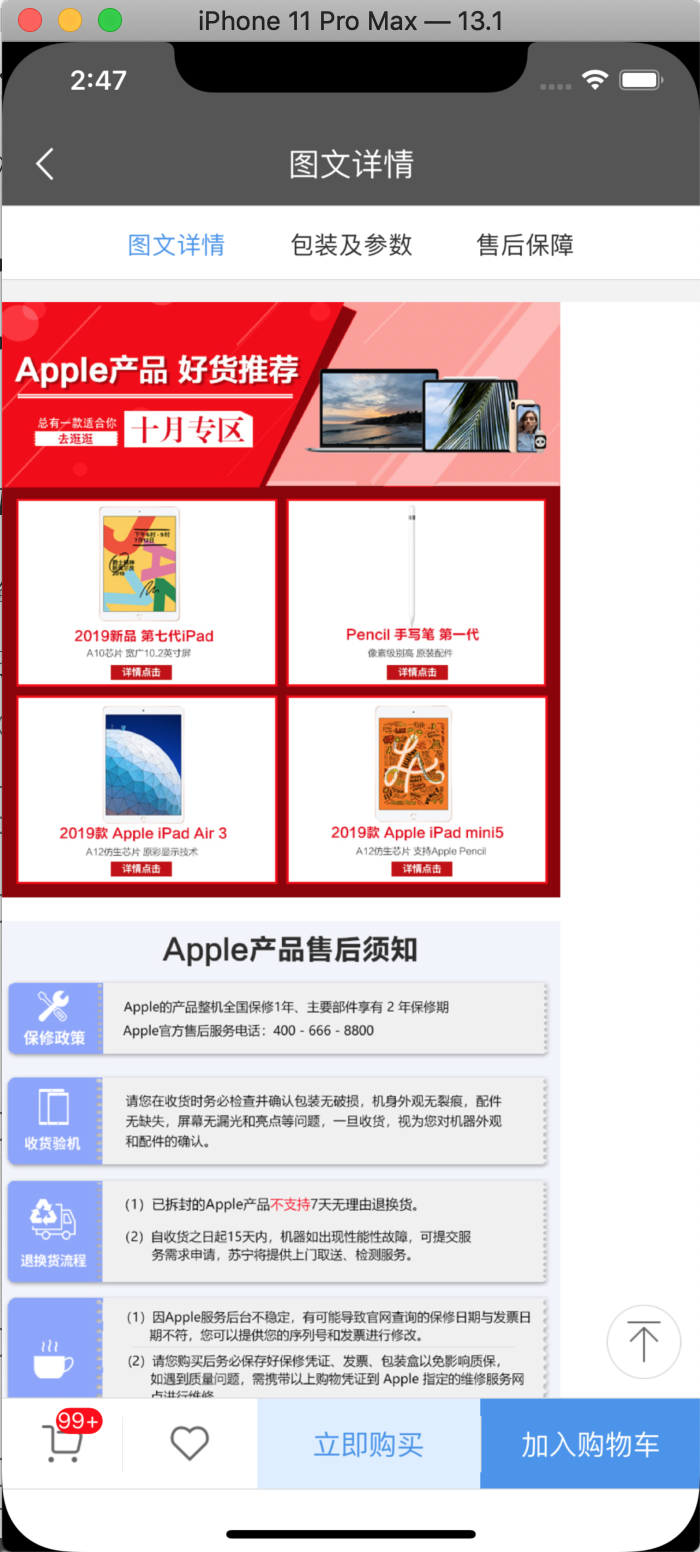 iPhone 11 Pro Max — 13.1
2:47
图文详情
图文详情 包装及参数 售后保障
Apple产品 好货推荐
总有一款适合你
去逛逛
十月专区
2019新品 第七代iPad
A10芯片 宽广10.2英寸屏
详情点击
Pencil 手写笔 第一代
像素级别高 原装配件
详情点击
2019款 Apple iPad Air 3
A12仿生芯片 原彩显示技术
详情点击
2019款 Apple iPad mini5
A12仿生芯片 支持Apple Pencil
详情点击
Apple产品售后须知
保修政策
Apple的产品整机全国保修1年、主要部件享有 2 年保修期
Apple官方售后服务电话：400 - 666 - 8800
收货验机
请您在收货时务必检查并确认包装无破损，机身外观无裂痕，配件
无缺失，屏幕无漏光和亮点等问题，一旦收货，视为您对机器外观
和配件的确认。
退换货流程
(1) 已拆封的Apple产品不支持7天无理由退换货。
(2) 自收货之日起15天内，机器如出现性能性故障，可提交服
务需求申请，苏宁将提供上门取送、检测服务。
(1) 因Apple服务后台不稳定，有可能导致官网查询的保修日期与发票日
期不符，您可以提供您的序列号和发票进行修改。
(2) 请您购买后务必保存好保修凭证、发票、包装盒以免影响质保，
如遇到质量问题，需携带以上购物凭证到 Apple 指定的维修服务网
点进行维修
99+
立即购买
加入购物车